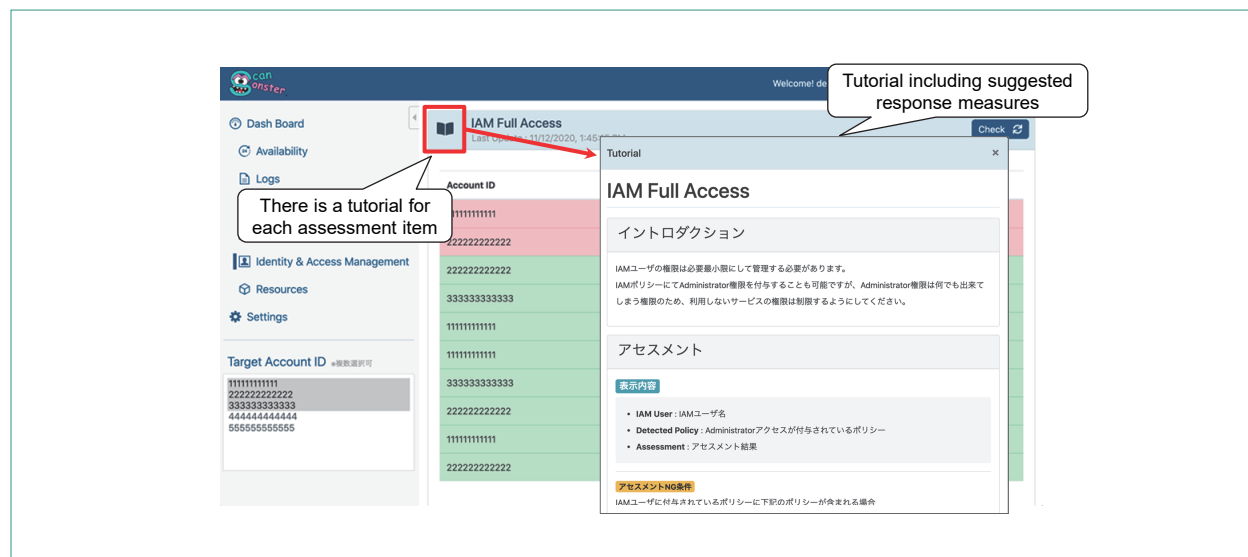 can
onster
Welcome! de
Tutorial including suggested
response measures
Dash Board
Availability
Logs
There is a tutorial for
each assessment item
Identity & Access Management
Resources
Settings
Target Account ID ※複数選択可
111111111111
222222222222
333333333333
444444444444
555555555555
IAM Full Access
Last Update : 11/12/2020, 1:45
Check
Account ID
111111111111
222222222222
222222222222
333333333333
111111111111
111111111111
333333333333
222222222222
111111111111
222222222222
Tutorial
×
IAM Full Access
イントロダクション
IAMユーザの権限は必要最小限にして管理する必要があります。
IAMポリシーにてAdministrator権限を付与することも可能ですが、Administrator権限は何でも出来て
しまう権限のため、利用しないサービスの権限は制限するようにしてください。
アセスメント
表示内容
• IAM User : IAMユーザ名
• Detected Policy : Administratorアクセスが付与されているポリシー
• Assessment : アセスメント結果
アセスメントNG条件
IAMユーザに付与されているポリシーに下記のポリシーが含まれる場合